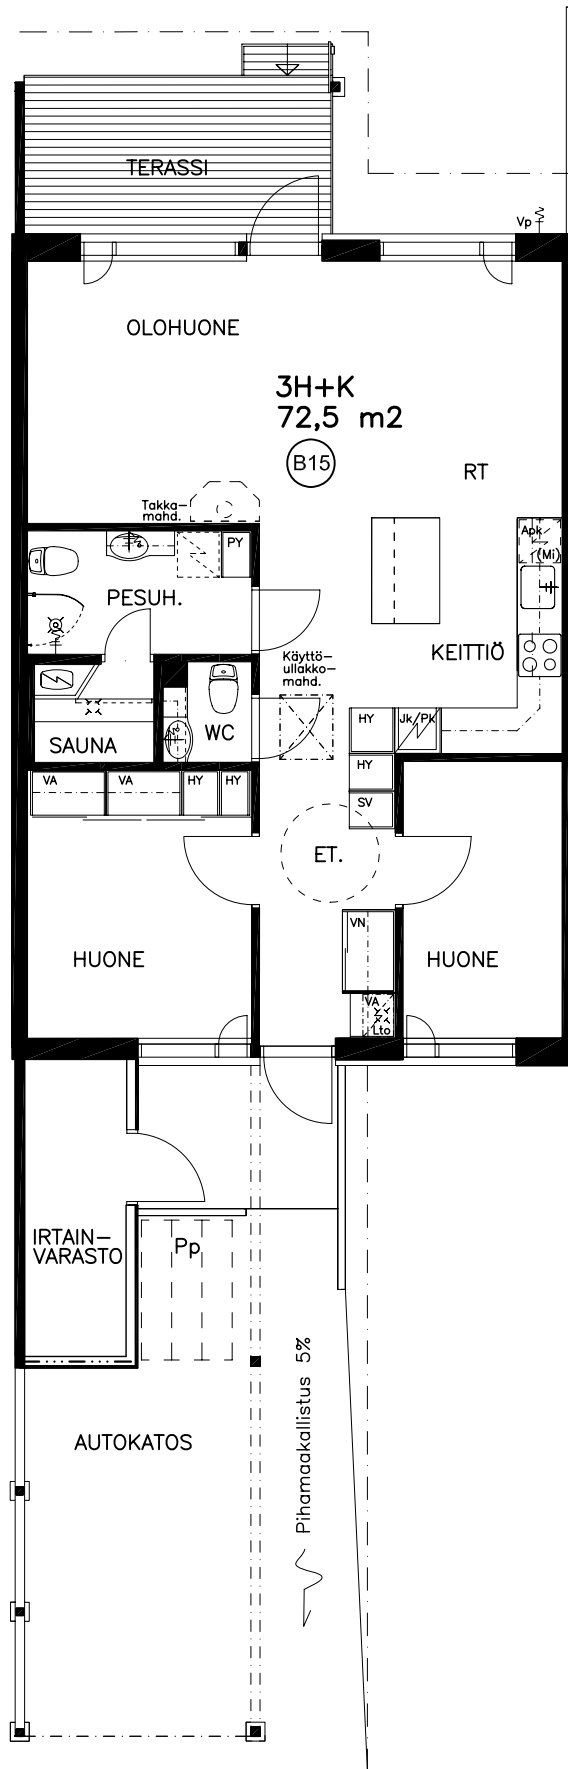 TERASSI
Vp
OLOHUONE
3H+K
72,5 m2
B15
RT
Takka-
mahd.
Apk
(Mi)
PY
PESUH.
Käyttö-
ullakko-
mahd.
KEITTIÖ
HY
Jk/Pk
WC
SAUNA
HY
VA
VA
HY
HY
SV
ET.
VN
HUONE
HUONE
VA
Lto
IRTAIN-
VARASTO
Pp
Pihamaakallistus 5%
AUTOKATOS